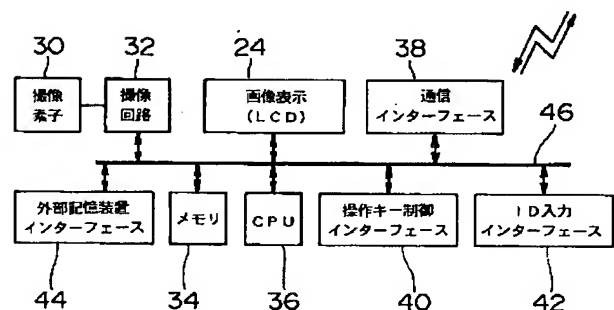 30
32
24
38
撮像
素子
撮像
回路
画像表示
(LCD)
通信
インターフェース
46
外部記憶装置
インターフェース
メモリ
CPU
操作キー制御
インターフェース
ID入力
インターフェース
44
34
36
40
42